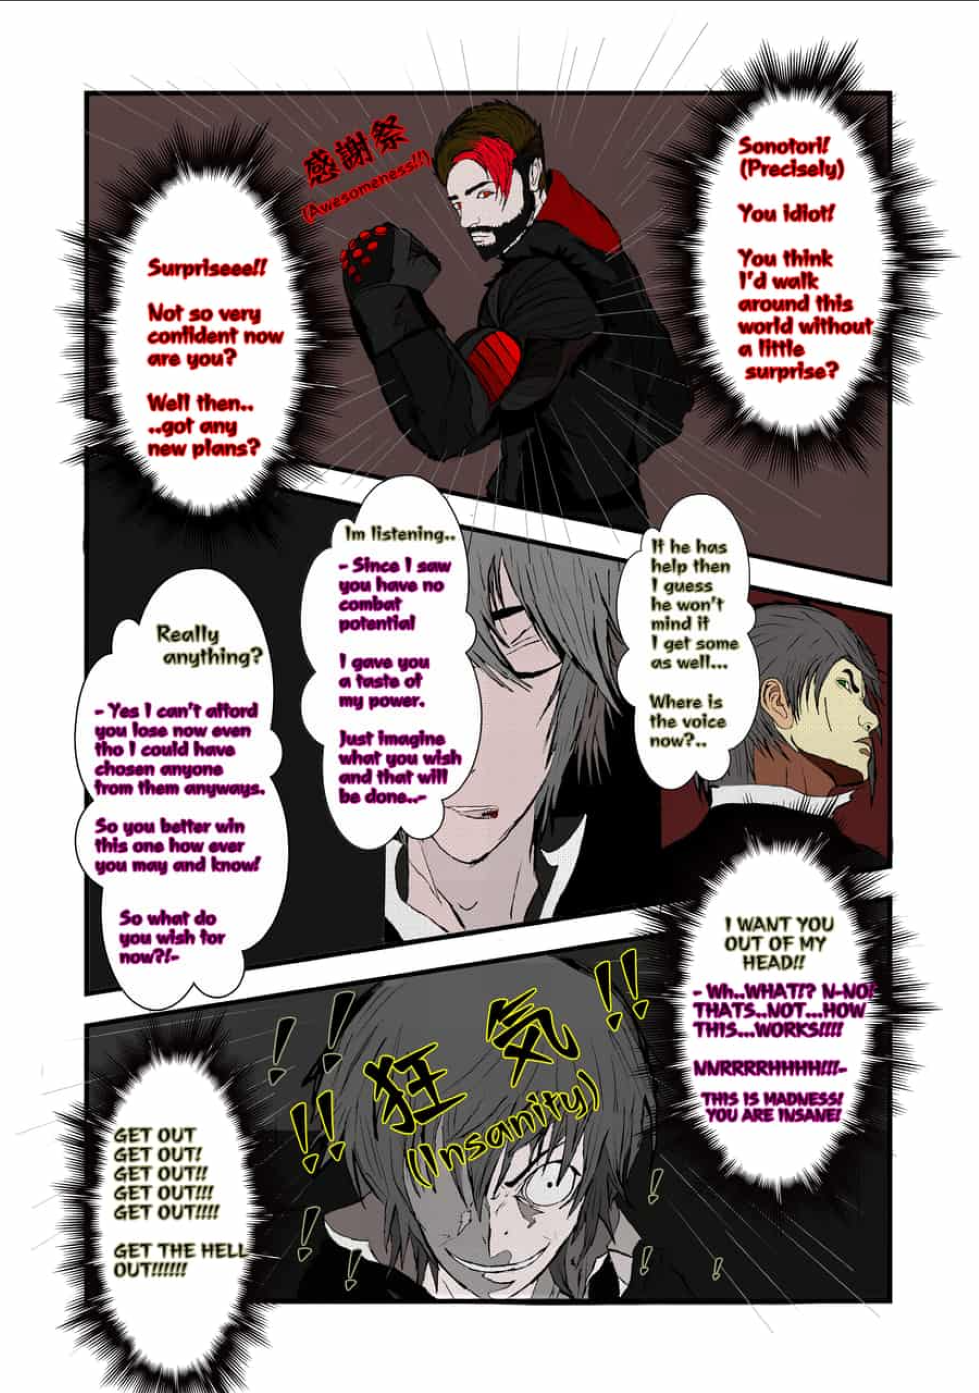 Sonotori!
(Precisely)
You idiot!
You think
I'd walk
around this
world without
a little
surprise?
感謝祭
(Awesomeness!!)
Surpriseee!!
Not so very
confident now
are you?
Well then..
..got any
new plans?
If he has
help then
I guess
he won't
mind if
I get some
as well...
Where is
the voice
now?..
Im listening..
- Since I saw
you have no
combat
potential
I gave you
a taste of
my power.
Just imagine
what you wish
and that will
be done..-
Really
anything?
- Yes I can't afford
you lose now even
tho I could have
chosen anyone
from them anyways.
So you better win
this one how ever
you may and know!
So what do
you wish for
now?!-
I WANT YOU
OUT OF MY
HEAD!!
- Wh..WHAT!? N-NO!
THATS..NOT...HOW
THIS...WORKS!!!!
NNRRRRHHHH!!!-
THIS IS MADNESS!
YOU ARE INSANE!
!! 狂気 !!
(Insanity)
GET OUT
GET OUT!
GET OUT!!
GET OUT!!!
GET OUT!!!!
GET THE HELL
OUT!!!!!!